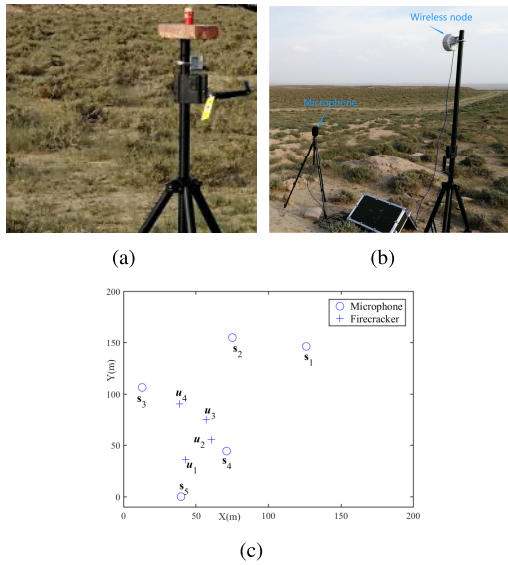 Wireless node
Microphone
(a)
(b)
200
150
100
50
0
Y(m)
Microphone
Firecracker
s2
s1
u4
s3
u3
u2
s4
u1
s5
0
50
100
150
200
X(m)
(c)